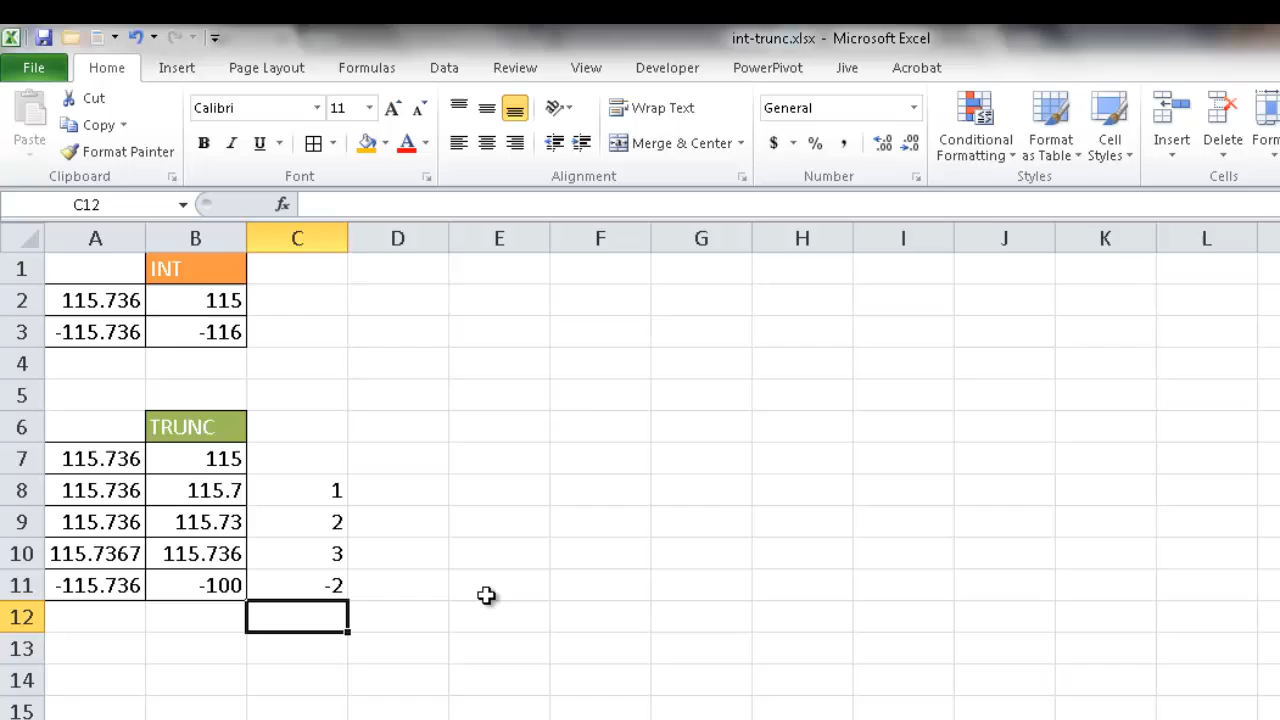 int-trunc.xlsx - Microsoft Excel
File Home Insert Page Layout Formulas Data Review View Developer PowerPivot Jive Acrobat
Cut
Copy
Format Painter
Paste
Calibri 11
B I U
Wrap Text
Merge & Center
General
$ % ,
Conditional Formatting
Format as Table
Cell Styles
Insert
Delete
Form
Clipboard Font Alignment Number Styles Cells
C12 fx
A B C D E F G H I J K L
1 INT
2 115.736 115
3 -115.736 -116
4
5
6 TRUNC
7 115.736 115
8 115.736 115.7 1
9 115.736 115.73 2
10 115.7367 115.736 3
11 -115.736 -100 -2
12
13
14
15